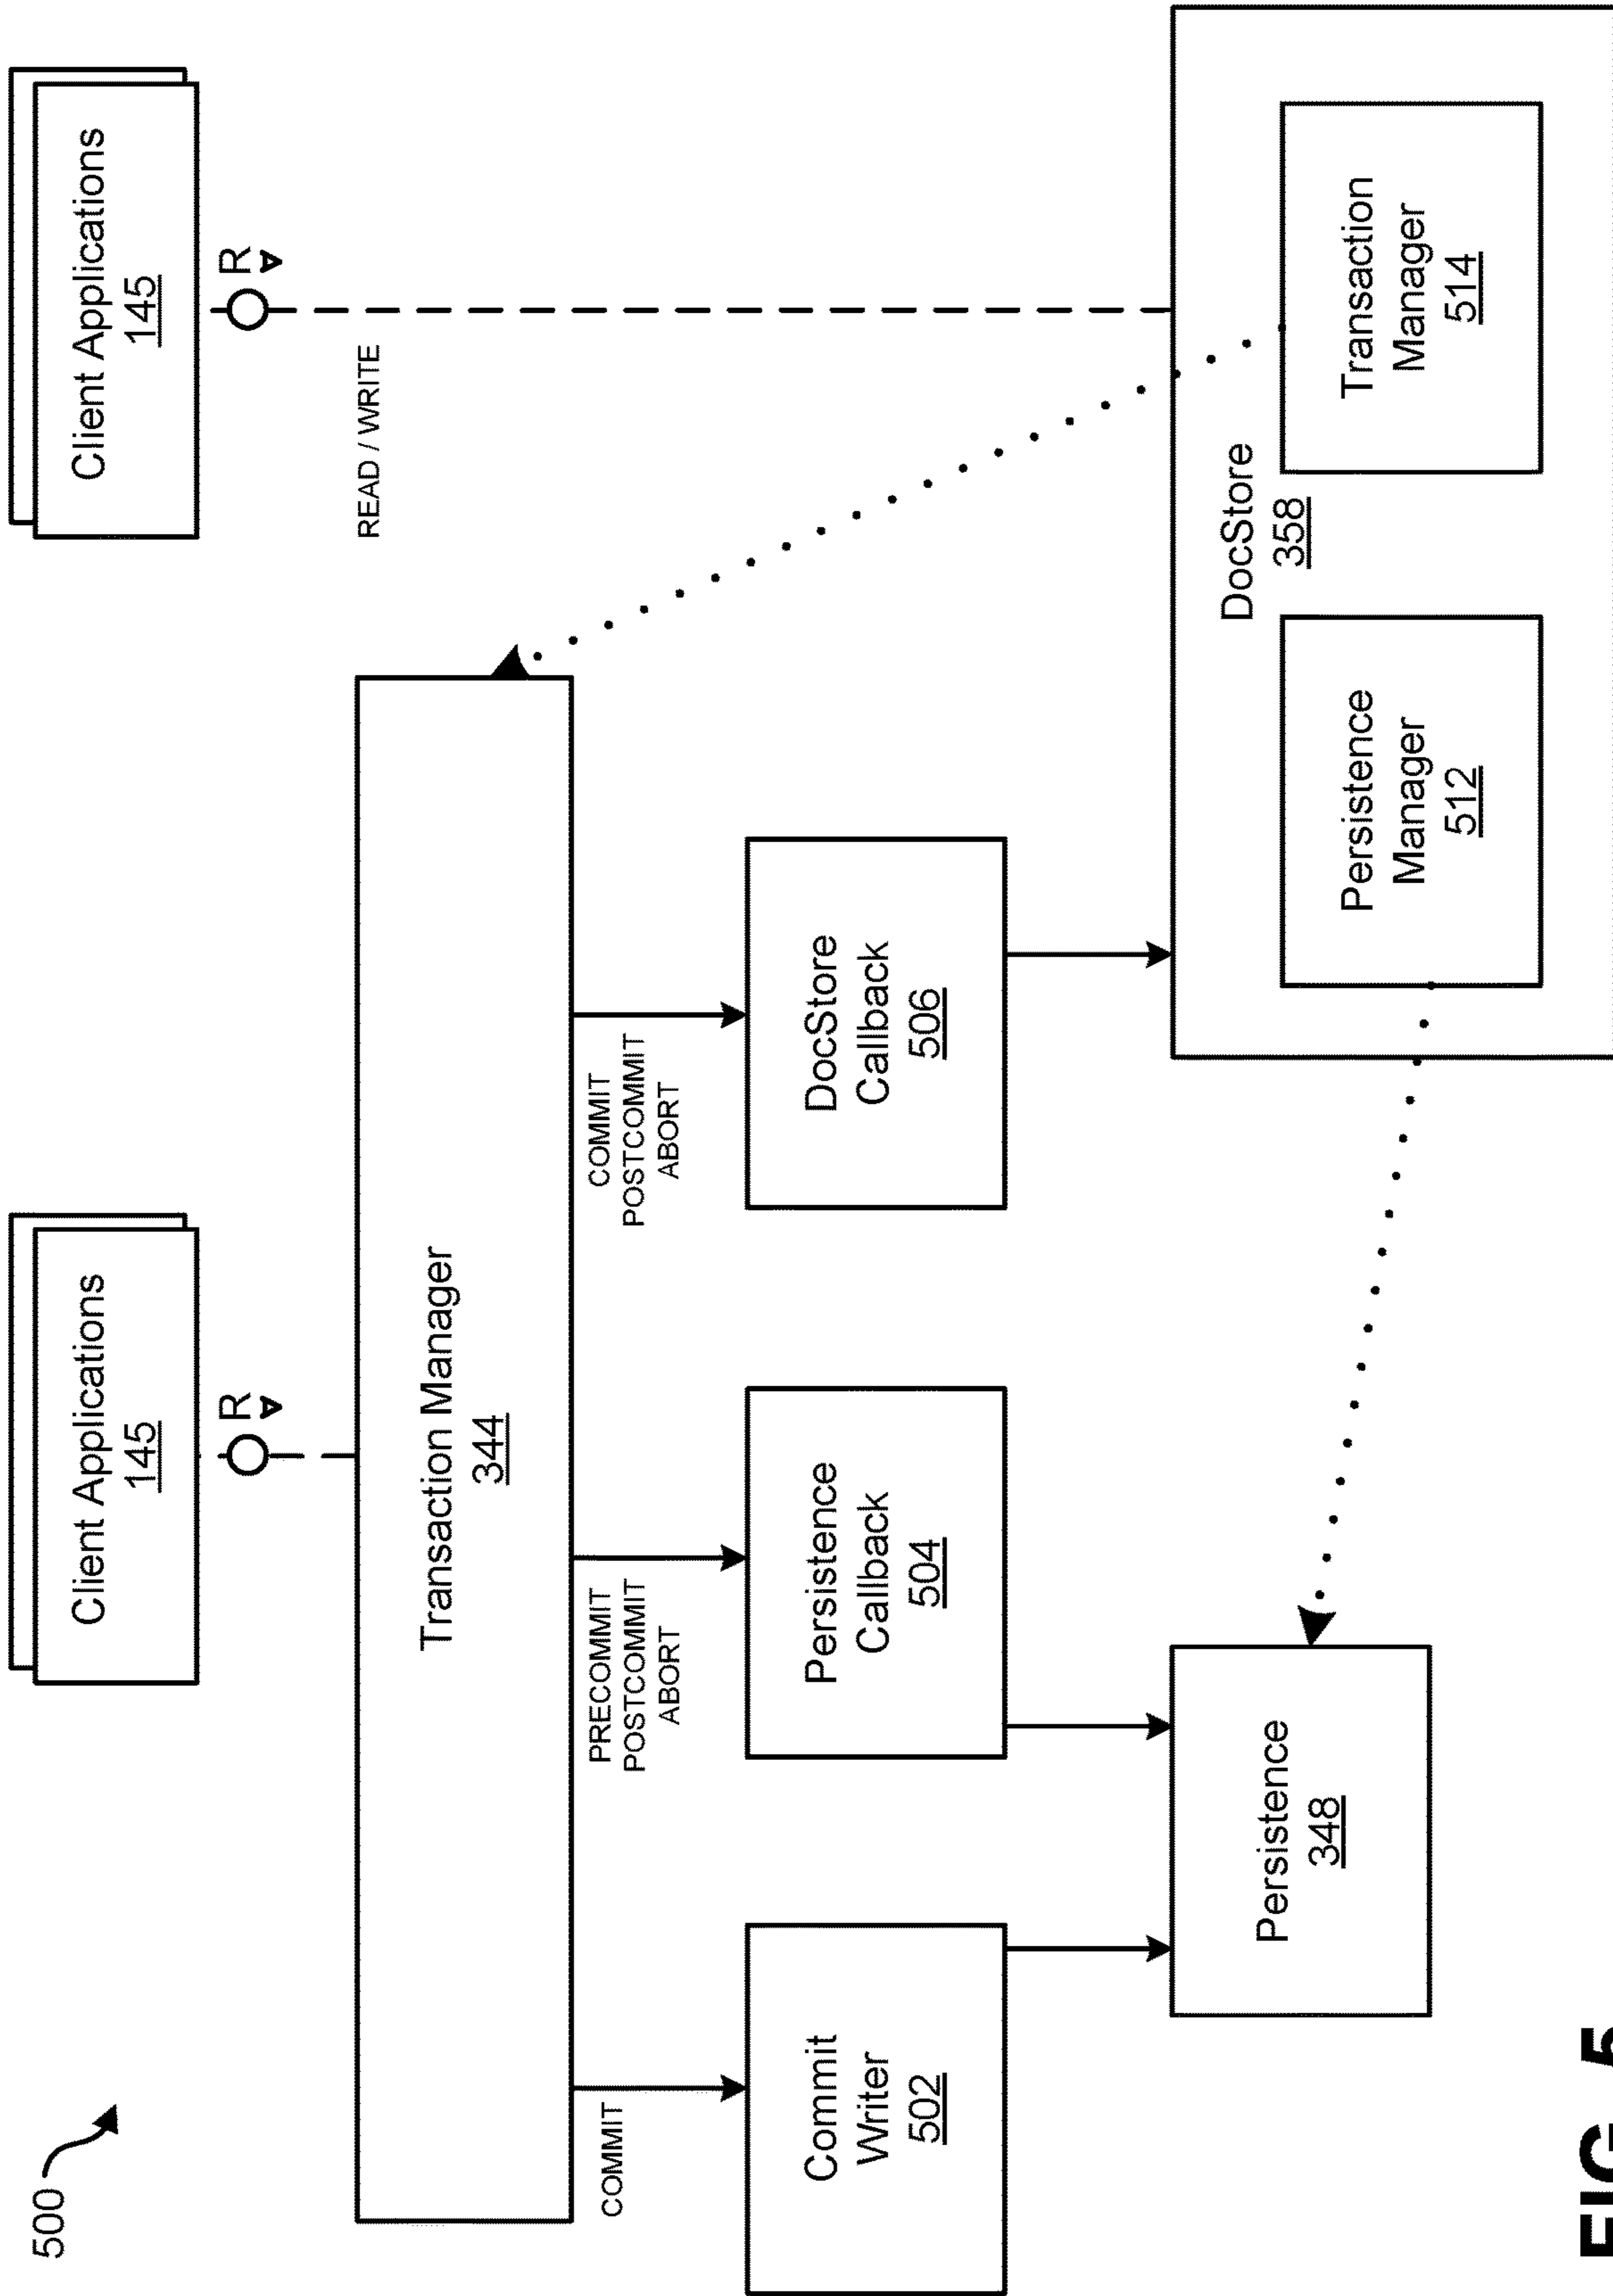 500
Client Applications
145
R
Client Applications
145
R
READ / WRITE
Transaction Manager
344
COMMIT
PRECOMMIT
POSTCOMMIT
ABORT
COMMIT
POSTCOMMIT
ABORT
Commit
Writer
502
Persistence
Callback
504
DocStore
Callback
506
Persistence
348
DocStore
358
Persistence
Manager
512
Transaction
Manager
514
FIG. 5